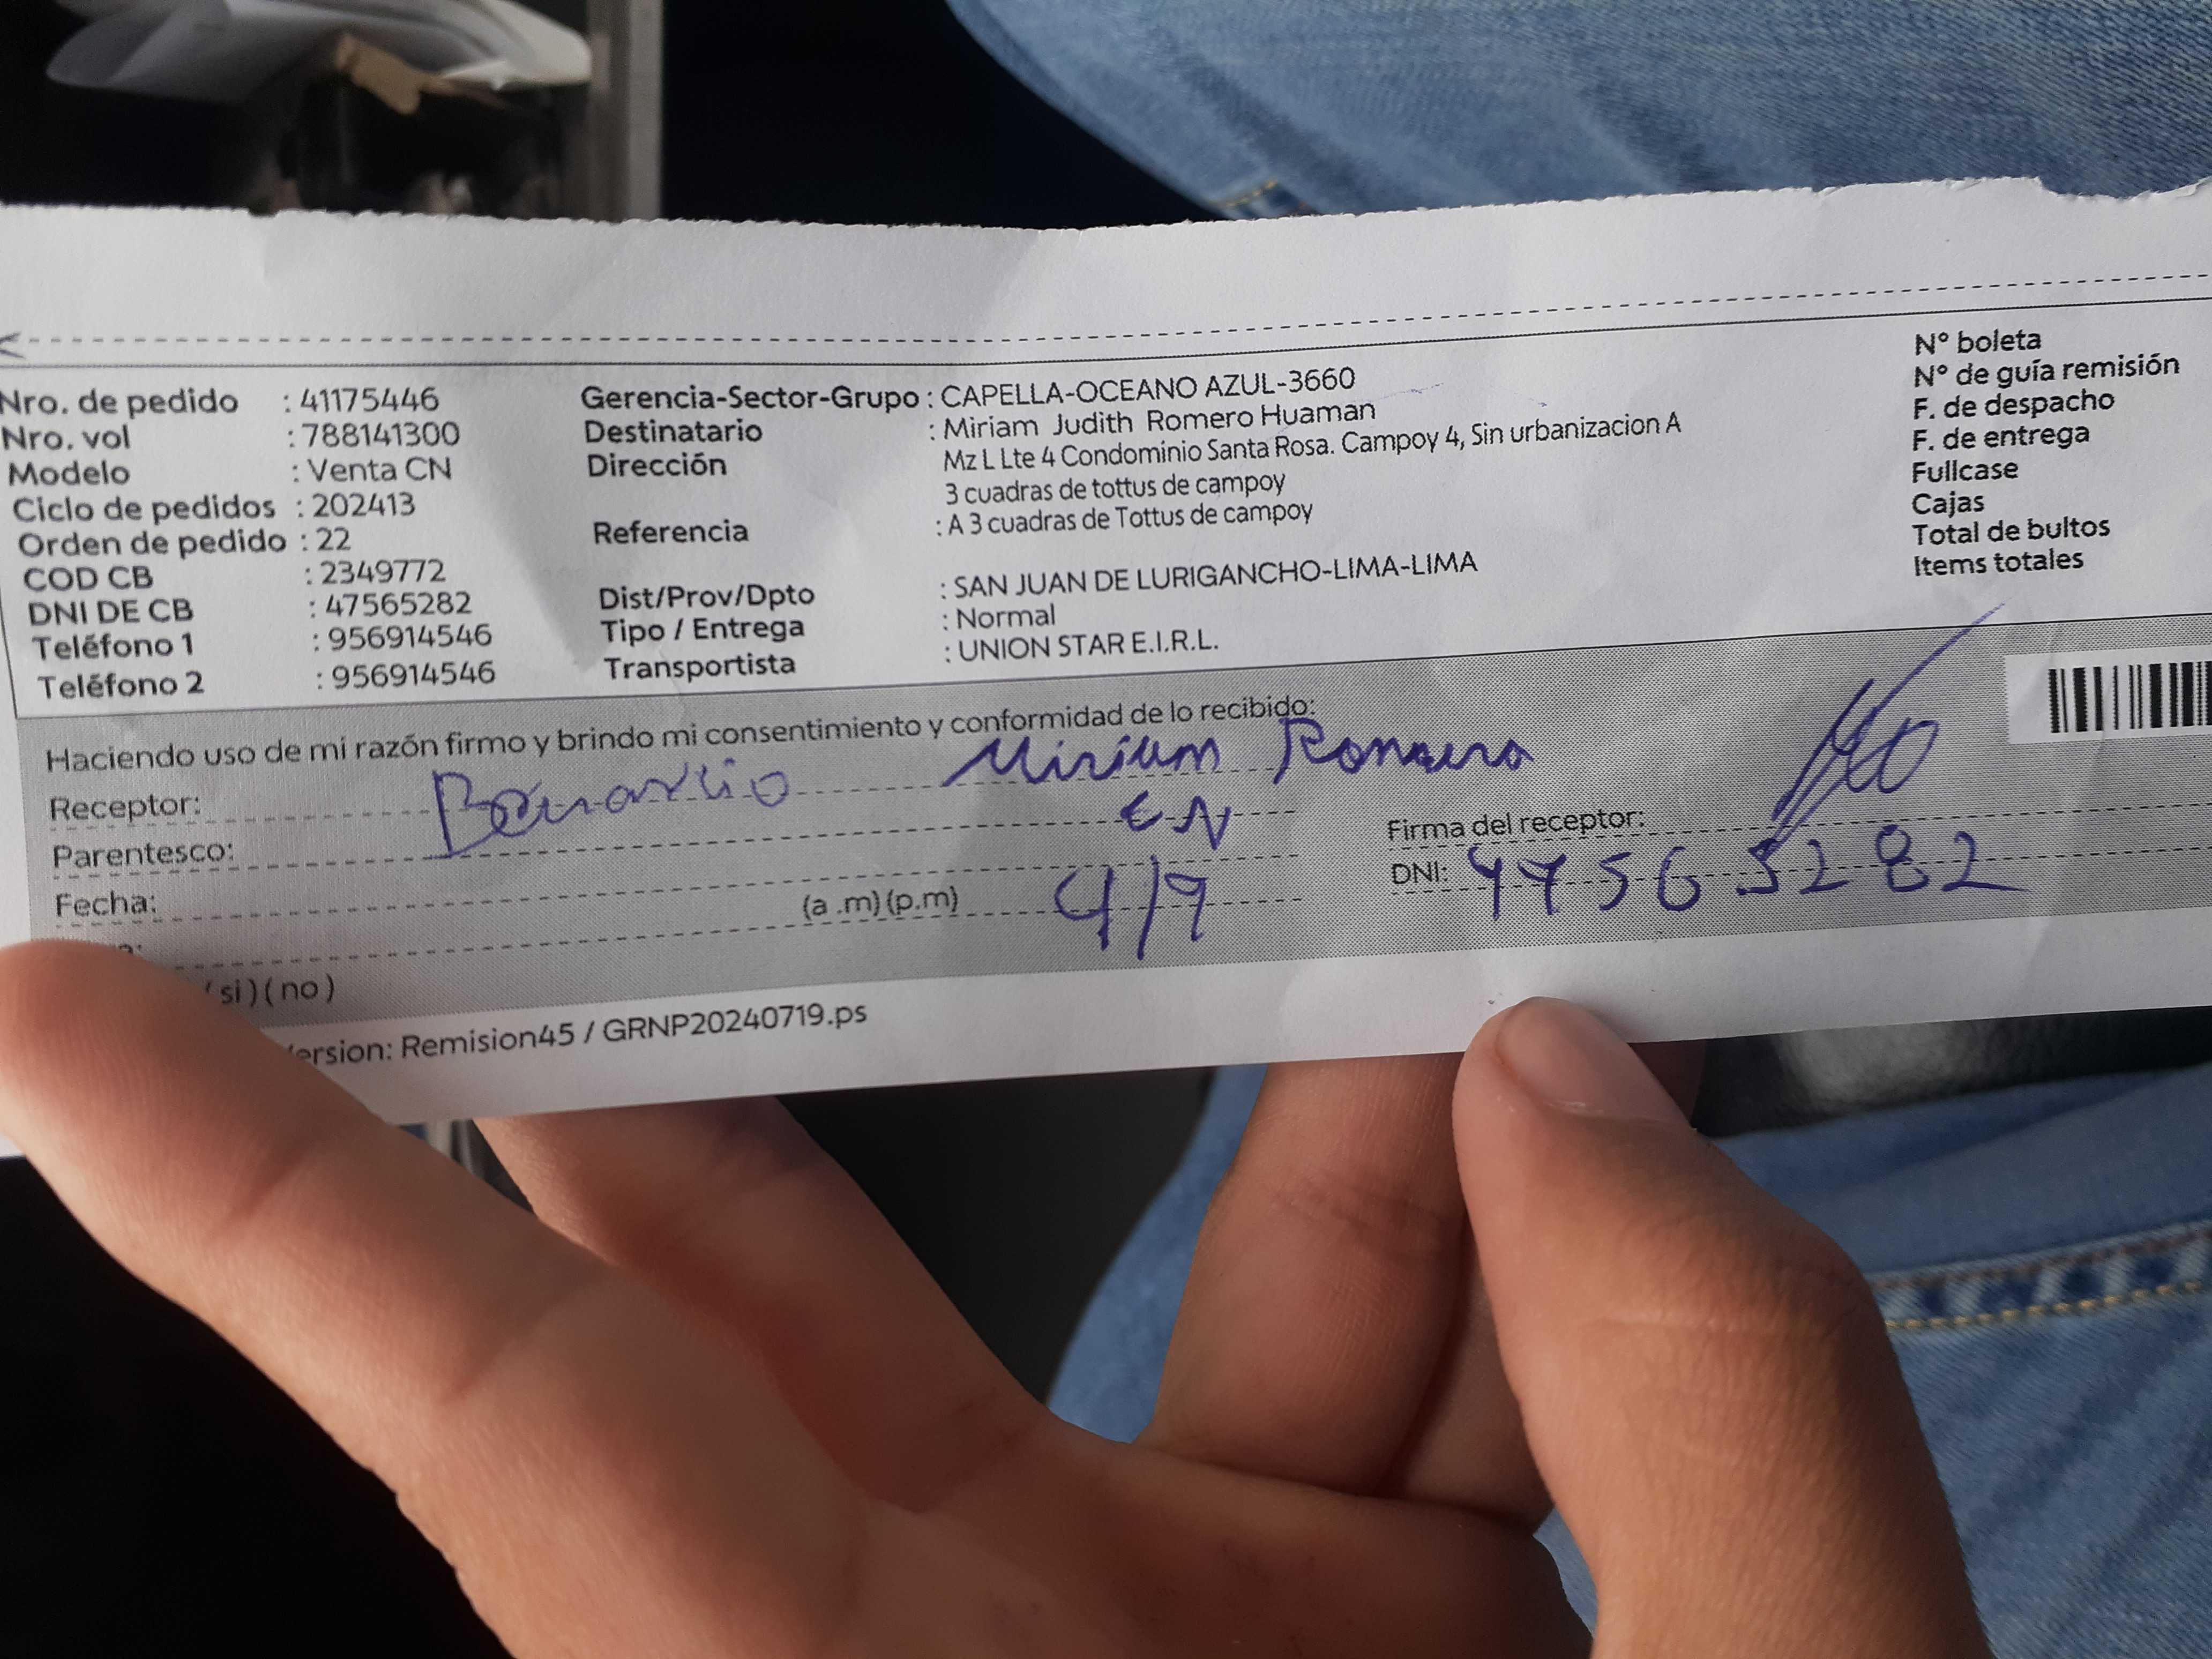 Nro. de pedido : 41175446
Nro. vol : 788141300
Modelo : Venta CN
Ciclo de pedidos : 202413
Orden de pedido : 22
COD CB : 2349772
DNI DE CB : 47565282
Teléfono 1 : 956914546
Teléfono 2 : 956914546
Gerencia-Sector-Grupo : CAPELLA-OCEANO AZUL-3660
Destinatario : Miriam Judith Romero Huaman
Dirección Mz L Lte 4 Condominio Santa Rosa. Campoy 4, Sin urbanizacion A
3 cuadras de tottus de campoy
Referencia : A 3 cuadras de Tottus de campoy
Dist/Prov/Dpto : SAN JUAN DE LURIGANCHO-LIMA-LIMA
Tipo / Entrega : Normal
Transportista : UNION STAR E.I.R.L.
N° boleta
N° de guía remisión
F. de despacho
F. de entrega
Fullcase
Cajas
Total de bultos
Items totales
Haciendo uso de mi razón firmo y brindo mi consentimiento y conformidad de lo recibido:
Receptor: Miriam Romero
Parentesco: CN
Firma del receptor:
Fecha: (a .m) (p.m) 4/9
DNI: 47565282
si ) ( no )
ersion: Remision45 / GRNP20240719.ps